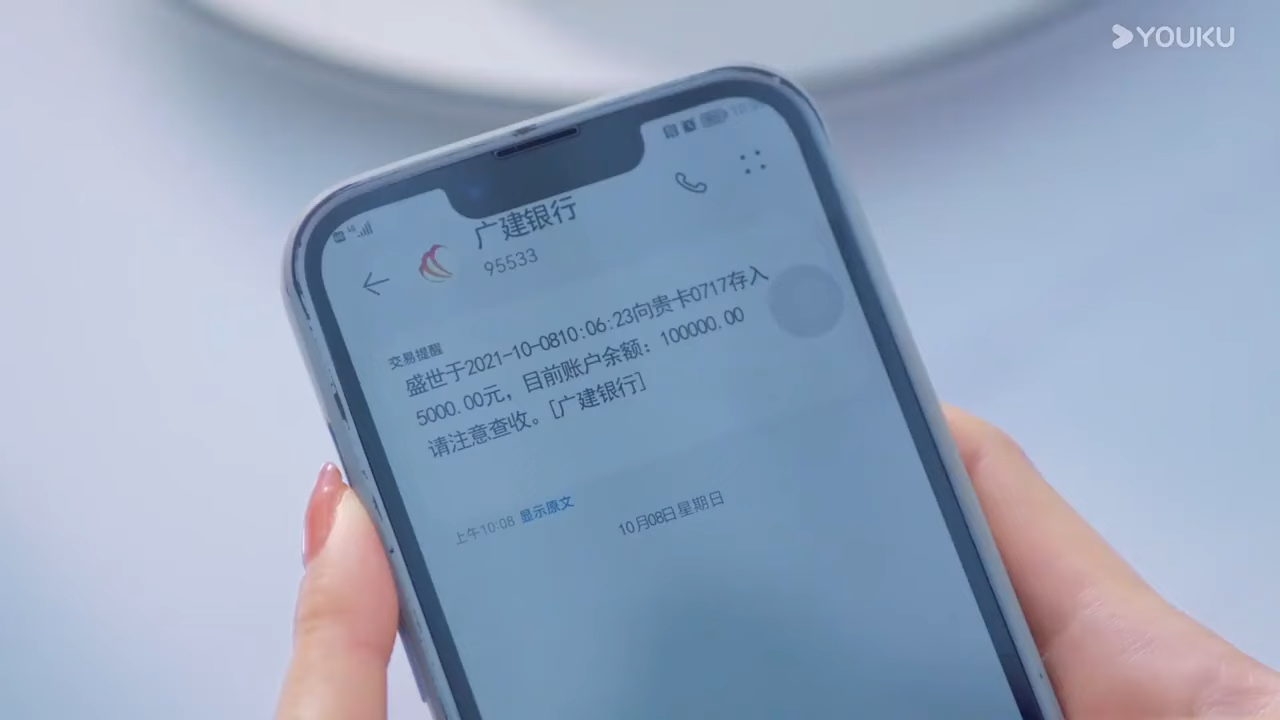 YOUKU
广建银行
95533
交易提醒
盛世于2021-10-0810:06:23向贵卡0717存入
5000.00元，目前账户余额：100000.00
请注意查收。[广建银行]
上午10:08 显示原文
10月08日星期日